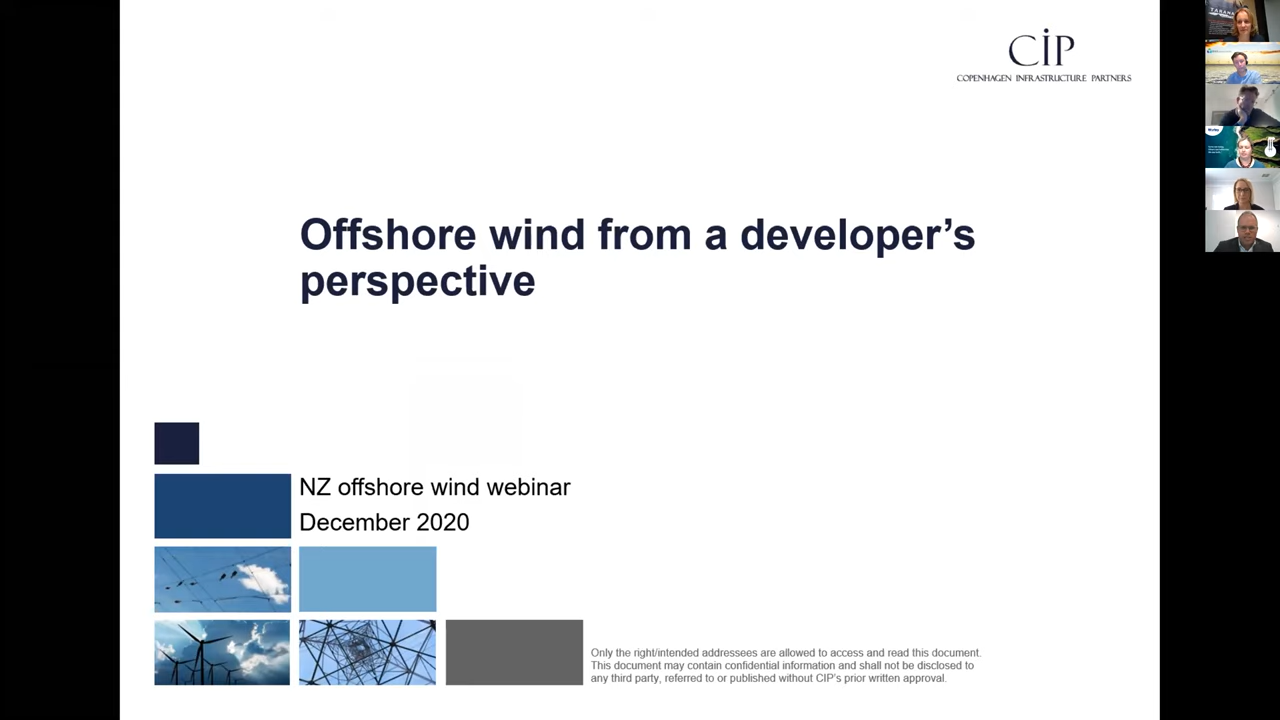 CIP
COPENHAGEN INFRASTRUCTURE PARTNERS
Offshore wind from a developer’s
perspective
NZ offshore wind webinar
December 2020
Only the right/intended addressees are allowed to access and read this document.
This document may contain confidential information and shall not be disclosed to
any third party, referred to or published without CIP’s prior written approval.